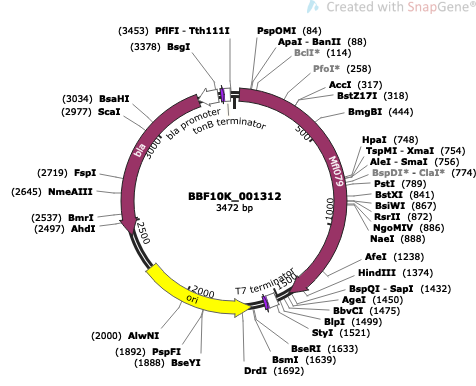 Created with SnapGene®
(3453) PflFI - Tth111I
(3378) BsgI
PspOMI (84)
ApaI - BanII (88)
BclI* (114)
PfoI* (258)
AccI (317)
BstZ17I (318)
BmgBI (444)
HpaI (748)
TspMI - XmaI (754)
AleI - SmaI (756)
BspDI* - ClaI* (774)
PstI (789)
BstXI (841)
BsiWI (867)
RsrII (872)
NgoMIV (886)
NaeI (888)
AfeI (1238)
HindIII (1374)
BspQI - SapI (1432)
AgeI (1450)
BbvCI (1475)
BlpI (1499)
StyI (1521)
BseRI (1633)
BsmI (1639)
DrdI (1692)
(1888) BseYI
(1892) PspFI
(2000) AlwNI
(2497) AhdI
(2537) BmrI
(2645) NmeAIII
(2719) FspI
(2977) ScaI
(3034) BsaHI
bla promoter
tonB terminator
bla
Mfl079
T7 terminator
ori
500
1000
1500
2000
2500
3000
BBF10K_001312
3472 bp